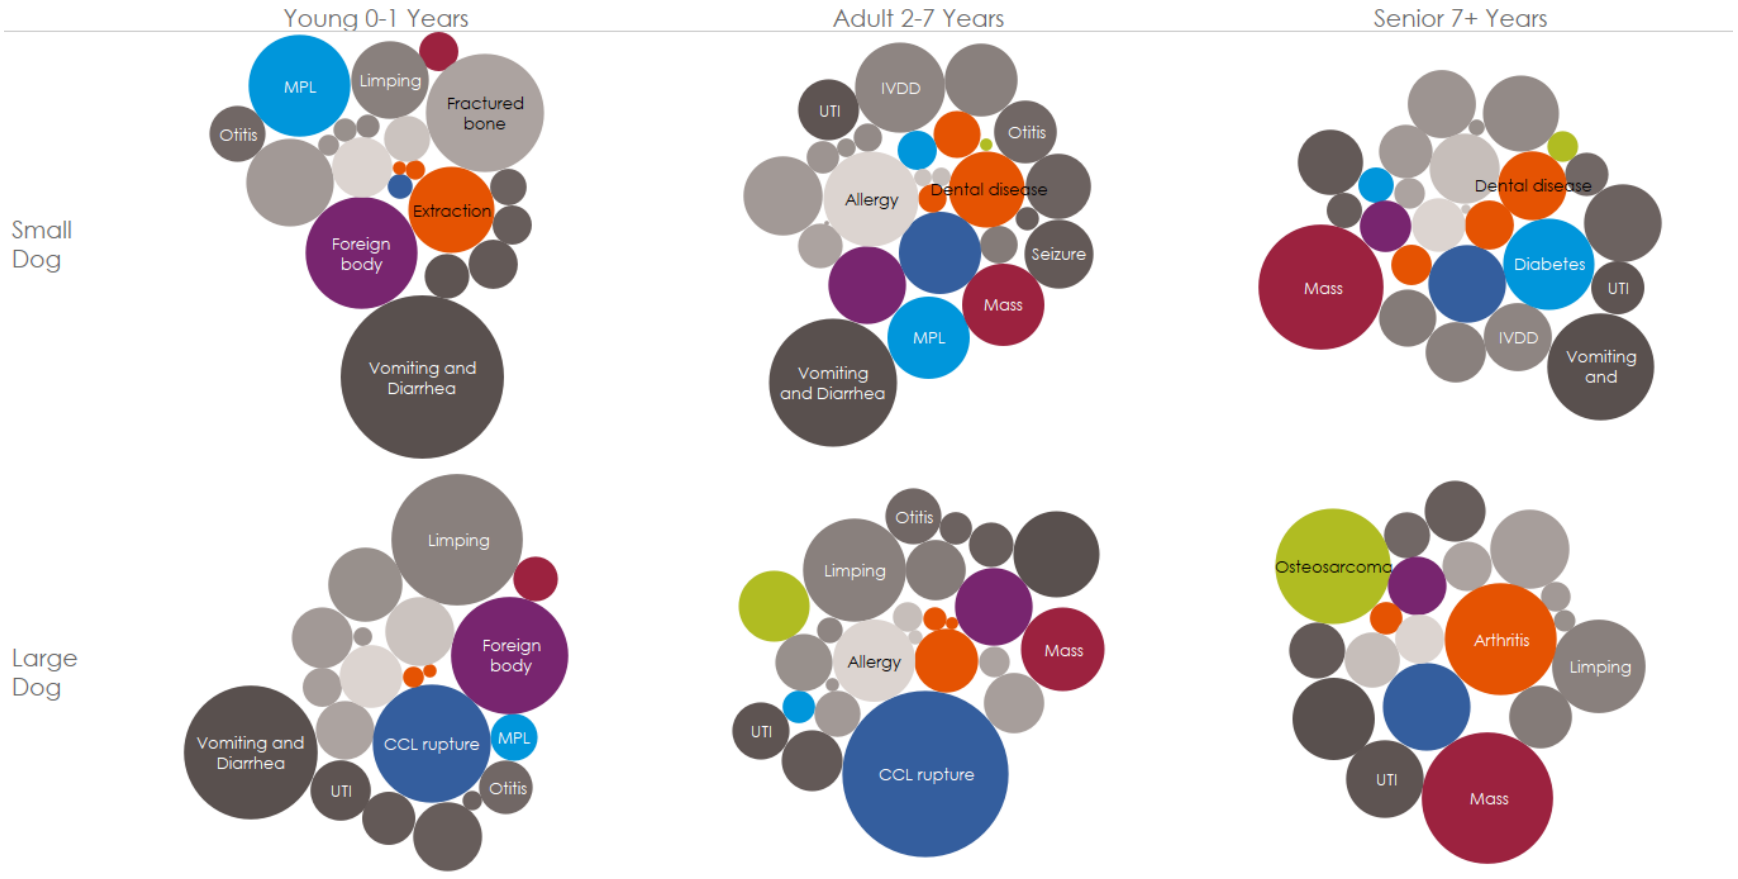 Young 0-1 Years
Adult 2-7 Years
Senior 7+ Years
Small
Dog
MPL
Limping
Fractured
bone
Otitis
Extraction
Foreign
body
Vomiting and
Diarrhea
IVDD
UTI
Otitis
Allergy
Dental disease
Seizure
Mass
MPL
Vomiting
and Diarrhea
Dental disease
Diabetes
Mass
UTI
IVDD
Vomiting
and
Large
Dog
Limping
Foreign
body
CCL rupture
MPL
Vomiting and
Diarrhea
UTI
Otitis
Otitis
Limping
Allergy
Mass
UTI
CCL rupture
Osteosarcoma
Arthritis
Limping
UTI
Mass